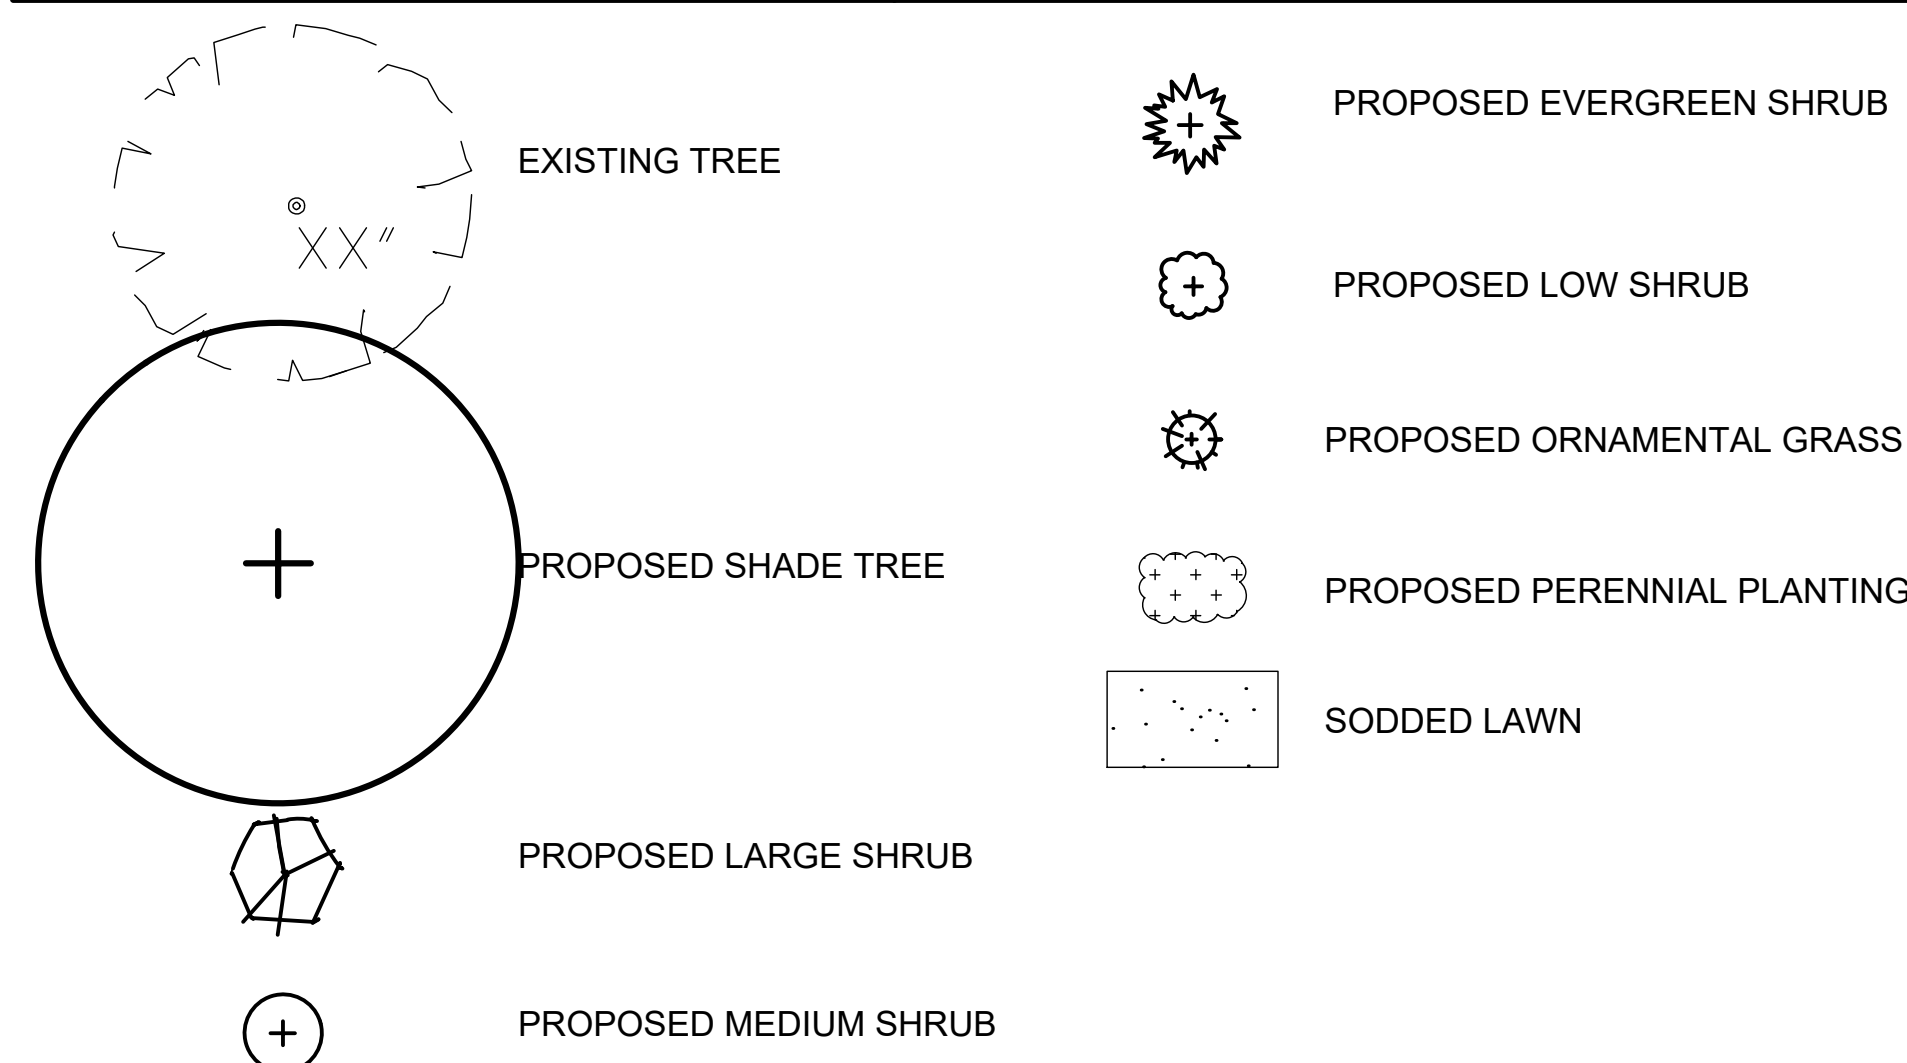 EXISTING TREE
XX"
PROPOSED SHADE TREE
PROPOSED LARGE SHRUB
PROPOSED MEDIUM SHRUB
PROPOSED EVERGREEN SHRUB
PROPOSED LOW SHRUB
PROPOSED ORNAMENTAL GRASS
PROPOSED PERENNIAL PLANTING
SODDED LAWN